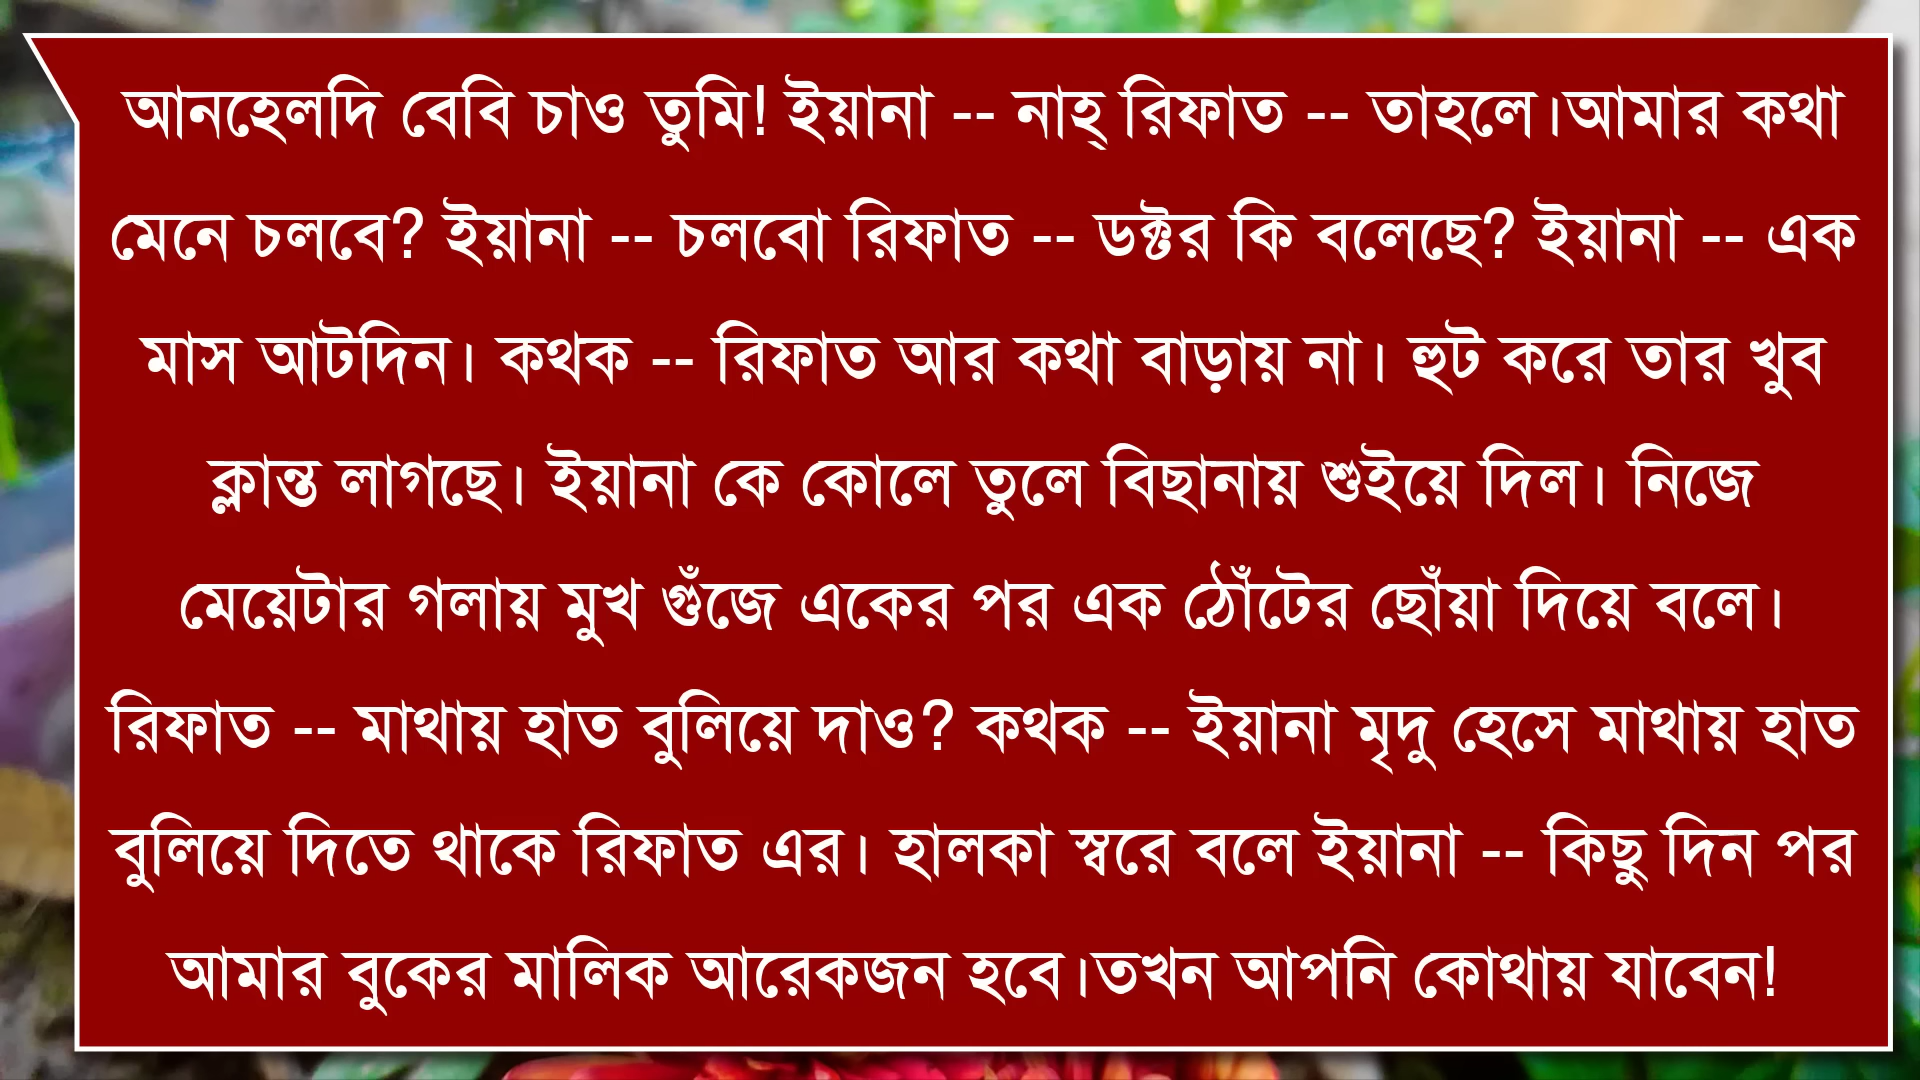 আনহেলদি বেবি চাও তুমি! ইয়ানা -- নাহ্ রিফাত -- তাহলে।আমার কথা
মেনে চলবে? ইয়ানা -- চলবো রিফাত -- ডক্টর কি বলেছে? ইয়ানা -- এক
মাস আটদিন। কথক -- রিফাত আর কথা বাড়ায় না। হুট করে তার খুব
ক্লান্ত লাগছে। ইয়ানা কে কোলে তুলে বিছানায় শুইয়ে দিল। নিজে
মেয়েটার গলায় মুখ গুঁজে একের পর এক ঠোঁটের ছোঁয়া দিয়ে বলে।
রিফাত -- মাথায় হাত বুলিয়ে দাও? কথক -- ইয়ানা মৃদু হেসে মাথায় হাত
বুলিয়ে দিতে থাকে রিফাত এর। হালকা স্বরে বলে ইয়ানা -- কিছু দিন পর
আমার বুকের মালিক আরেকজন হবে।তখন আপনি কোথায় যাবেন!